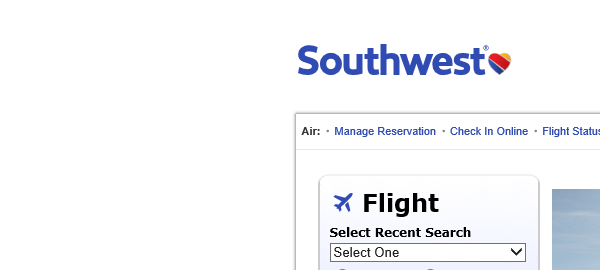 Southwest®
Air: • Manage Reservation • Check In Online • Flight Status
Flight
Select Recent Search
Select One